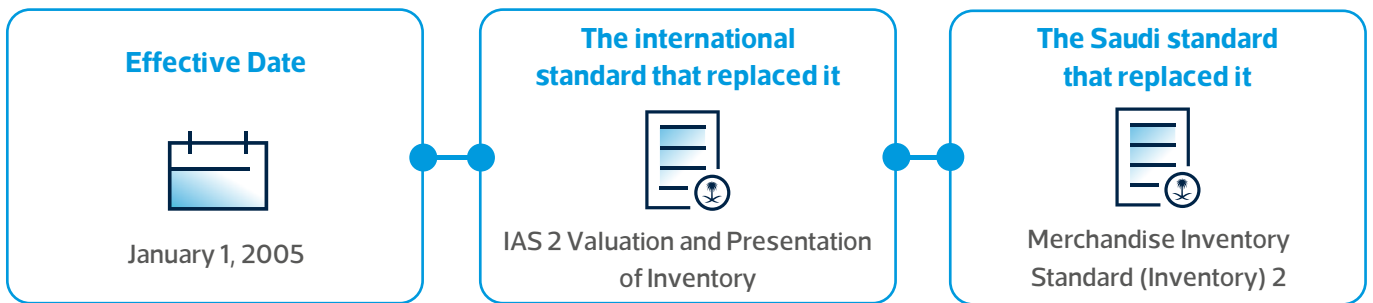 Effective Date
January 1, 2005
The international
standard that replaced it
IAS 2 Valuation and Presentation
of Inventory
The Saudi standard
that replaced it
Merchandise Inventory
Standard (Inventory) 2